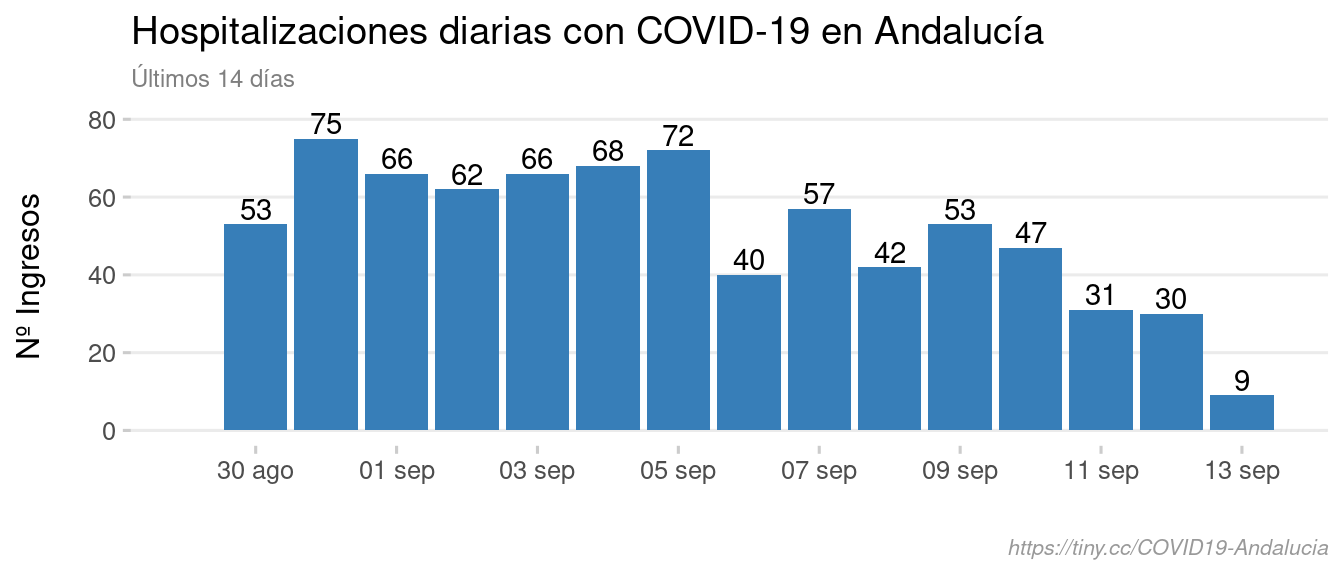 Hospitalizaciones diarias con COVID-19 en Andalucía
Últimos 14 días
Nº Ingresos
80
60
40
20
0
53
75
66
62
66
68
72
40
57
42
53
47
31
30
9
30 ago
01 sep
03 sep
05 sep
07 sep
09 sep
11 sep
13 sep
https://tiny.cc/COVID19-Andalucia